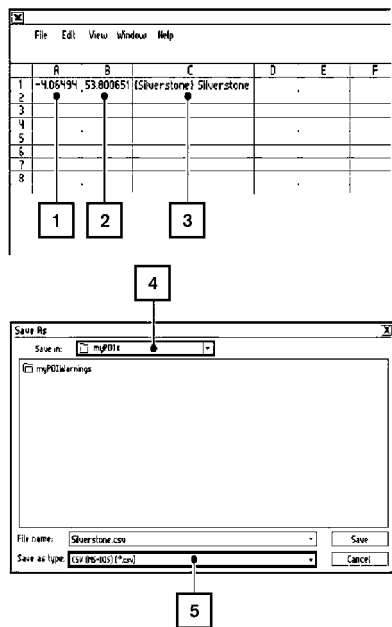 File Edit View Window Help
A B C D E F
1 -4.06494 53.800651 (Silverstone) Silverstone
2
3
4
5
6
7
8
1 2 3
4
Save As
Save in: myPOIs
myPOIWarnings
File name: Silverstone.csv Save
Save as type: CSV (MS-DOS) (*.csv) Cancel
5